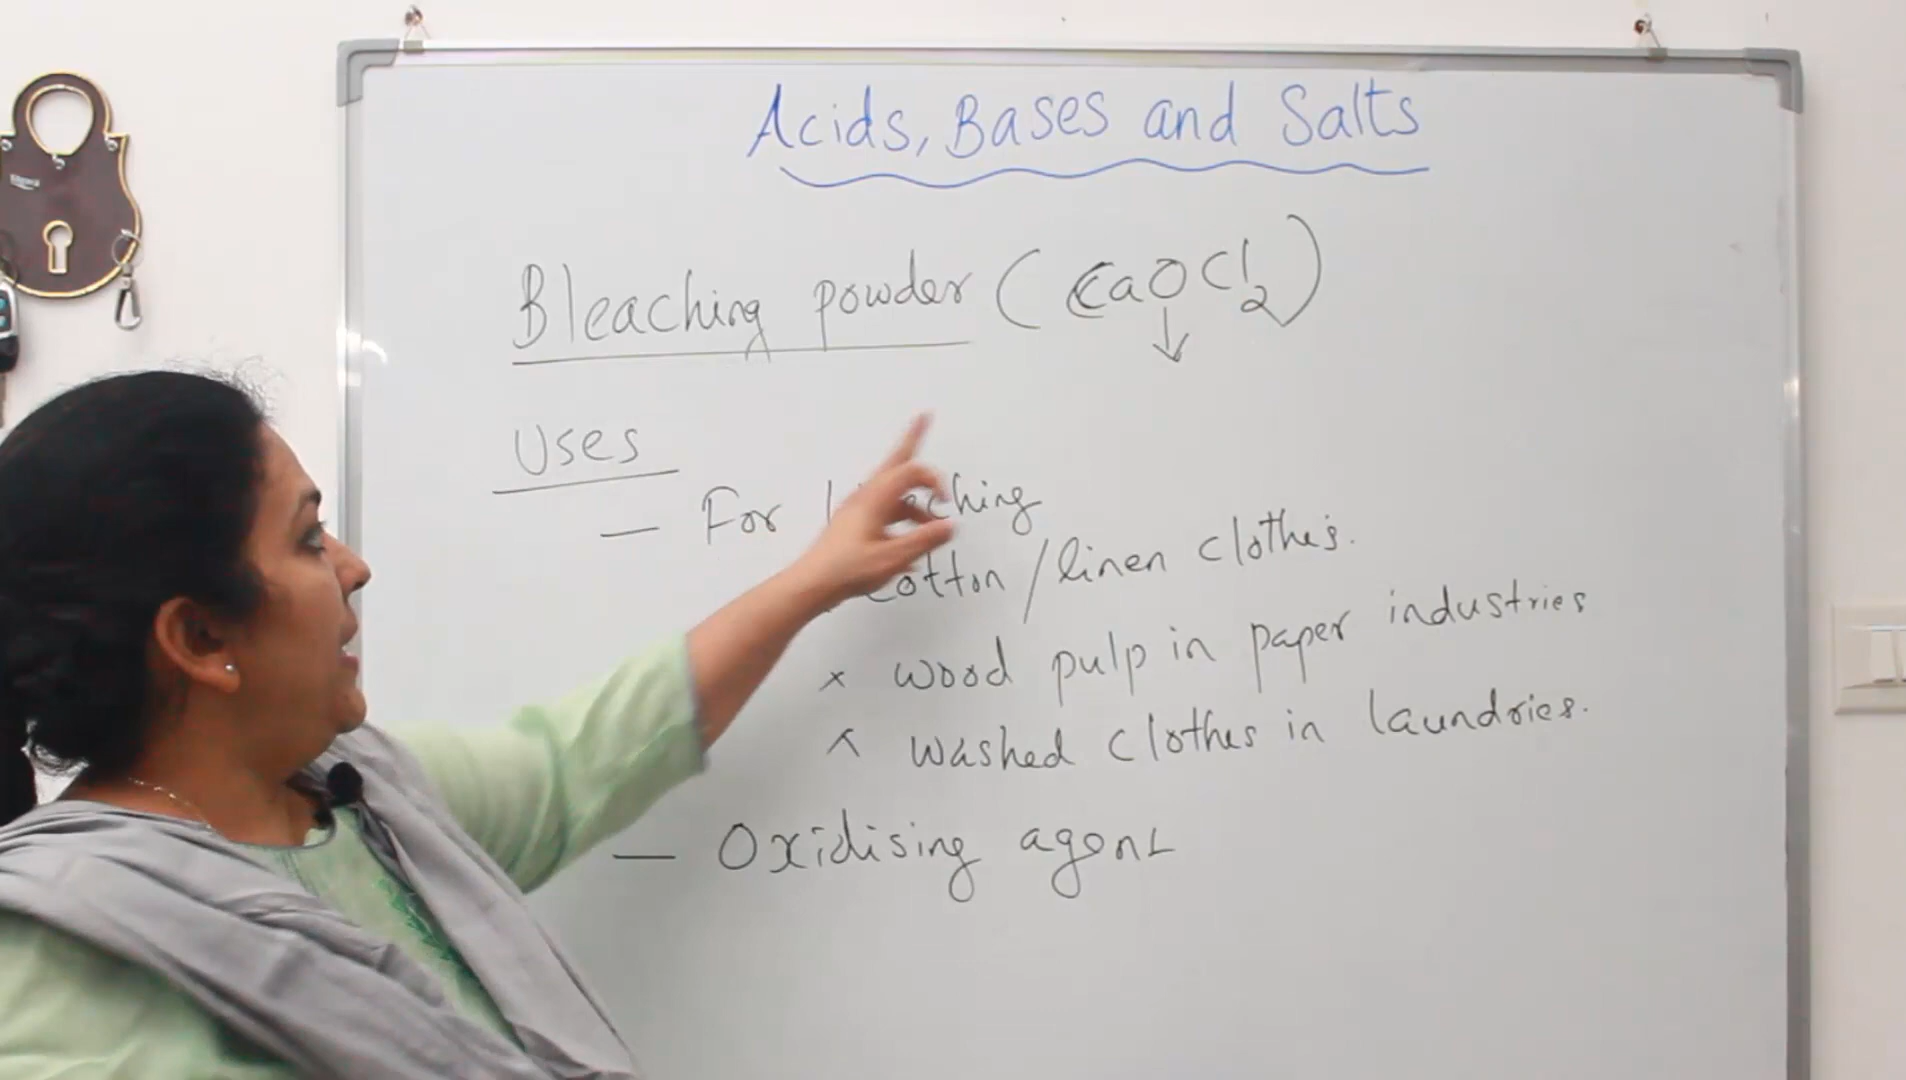 Acids, Bases and Salts
Bleaching powder (CaOCl₂)
↓
Uses
— For
cotton / linen clothes.
x wood pulp in paper industries
x washed clothes in laundries.
— Oxidising agent